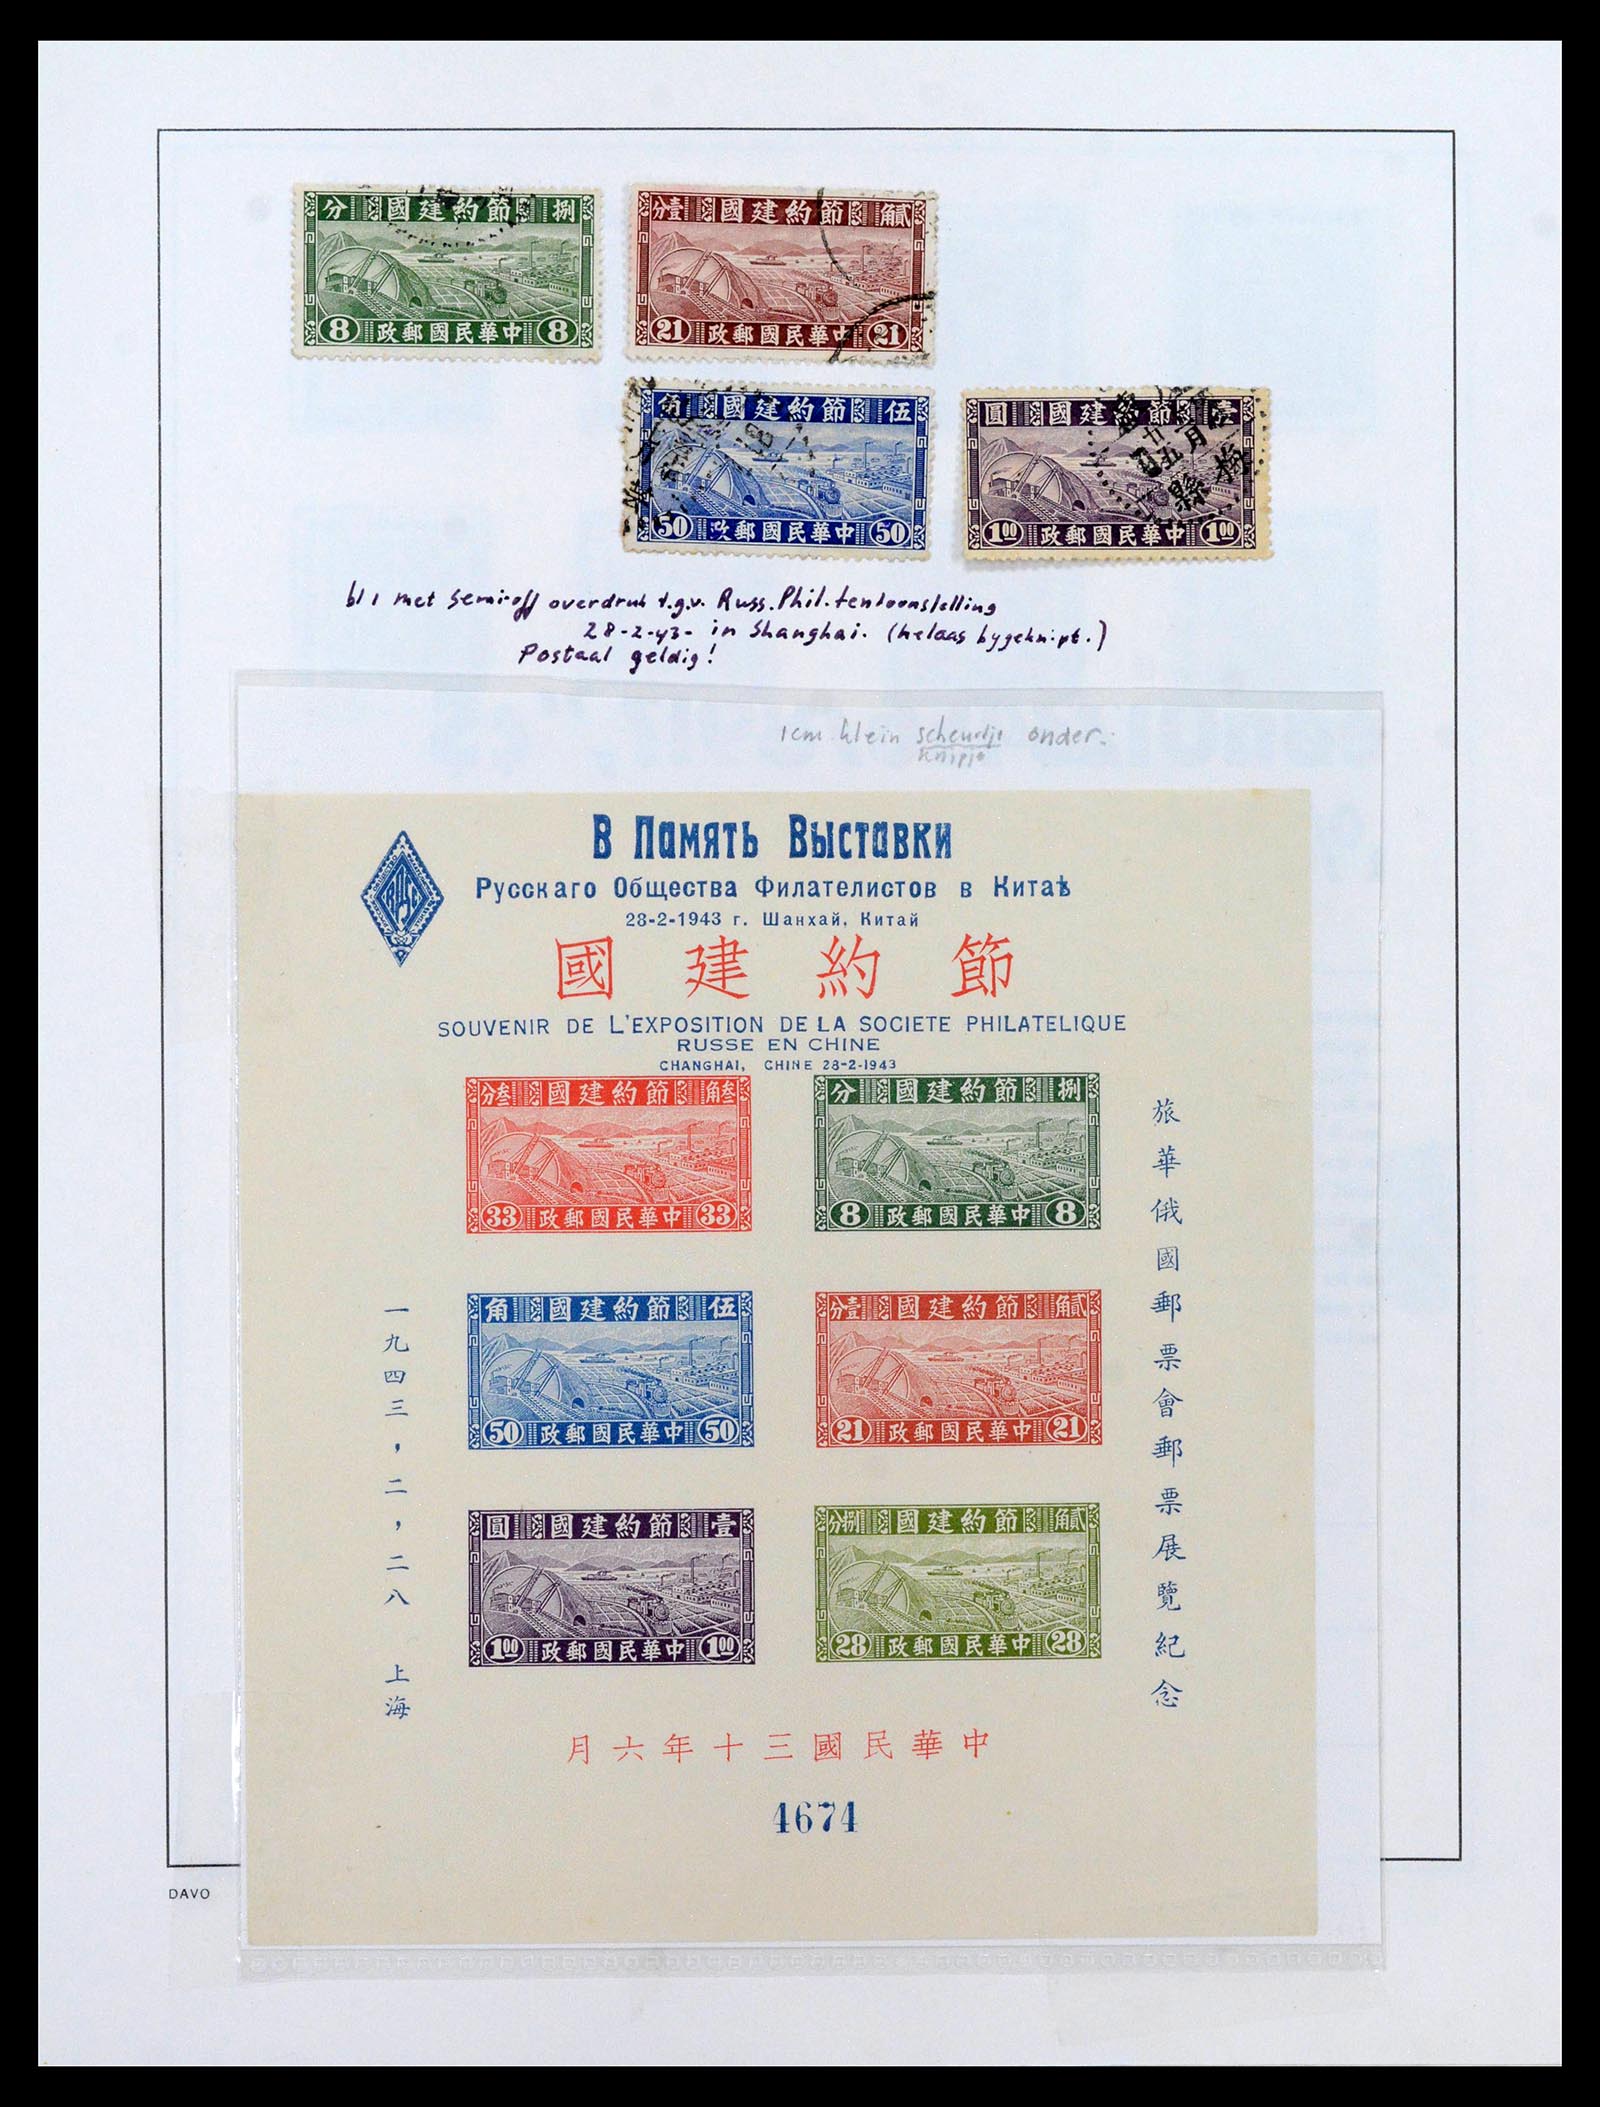 分 國建約節 捌
8 政郵國民華中 8
分壹 國建約節 貳角
21 政郵國民華中 21
角 國建約節 伍
50 政郵國民華中 50
圓 國建約節 壹
1.00 政郵國民華中 1.00
bl 1 met semi-off overdruk t.g.v. Russ. Phil. tentoonstelling
28-2-43- in Shanghai. (helaas bygeknipt.)
Postaal geldig!
1cm klein scheurtje onder.
knipje
В Память Выставки
Русскаго Общества Филателистов в Китаѣ
28-2-1943 г. Шанхай, Китай
國建約節
SOUVENIR DE L'EXPOSITION DE LA SOCIETE PHILATELIQUE
RUSSE EN CHINE
CHANGHAI, CHINE 28-2-1943
分叁 國建約節 角叁
33 政郵國民華中 33
分 國建約節 捌
8 政郵國民華中 8
角 國建約節 伍
50 政郵國民華中 50
分壹 國建約節 角貳
21 政郵國民華中 21
圓 國建約節 壹
1.00 政郵國民華中 1.00
分捌 國建約節 角貳
28 政郵國民華中 28
旅華俄國郵票會郵票展覽紀念
一九四三，二，二八 上海
月六年十三國民華中
4674
DAVO